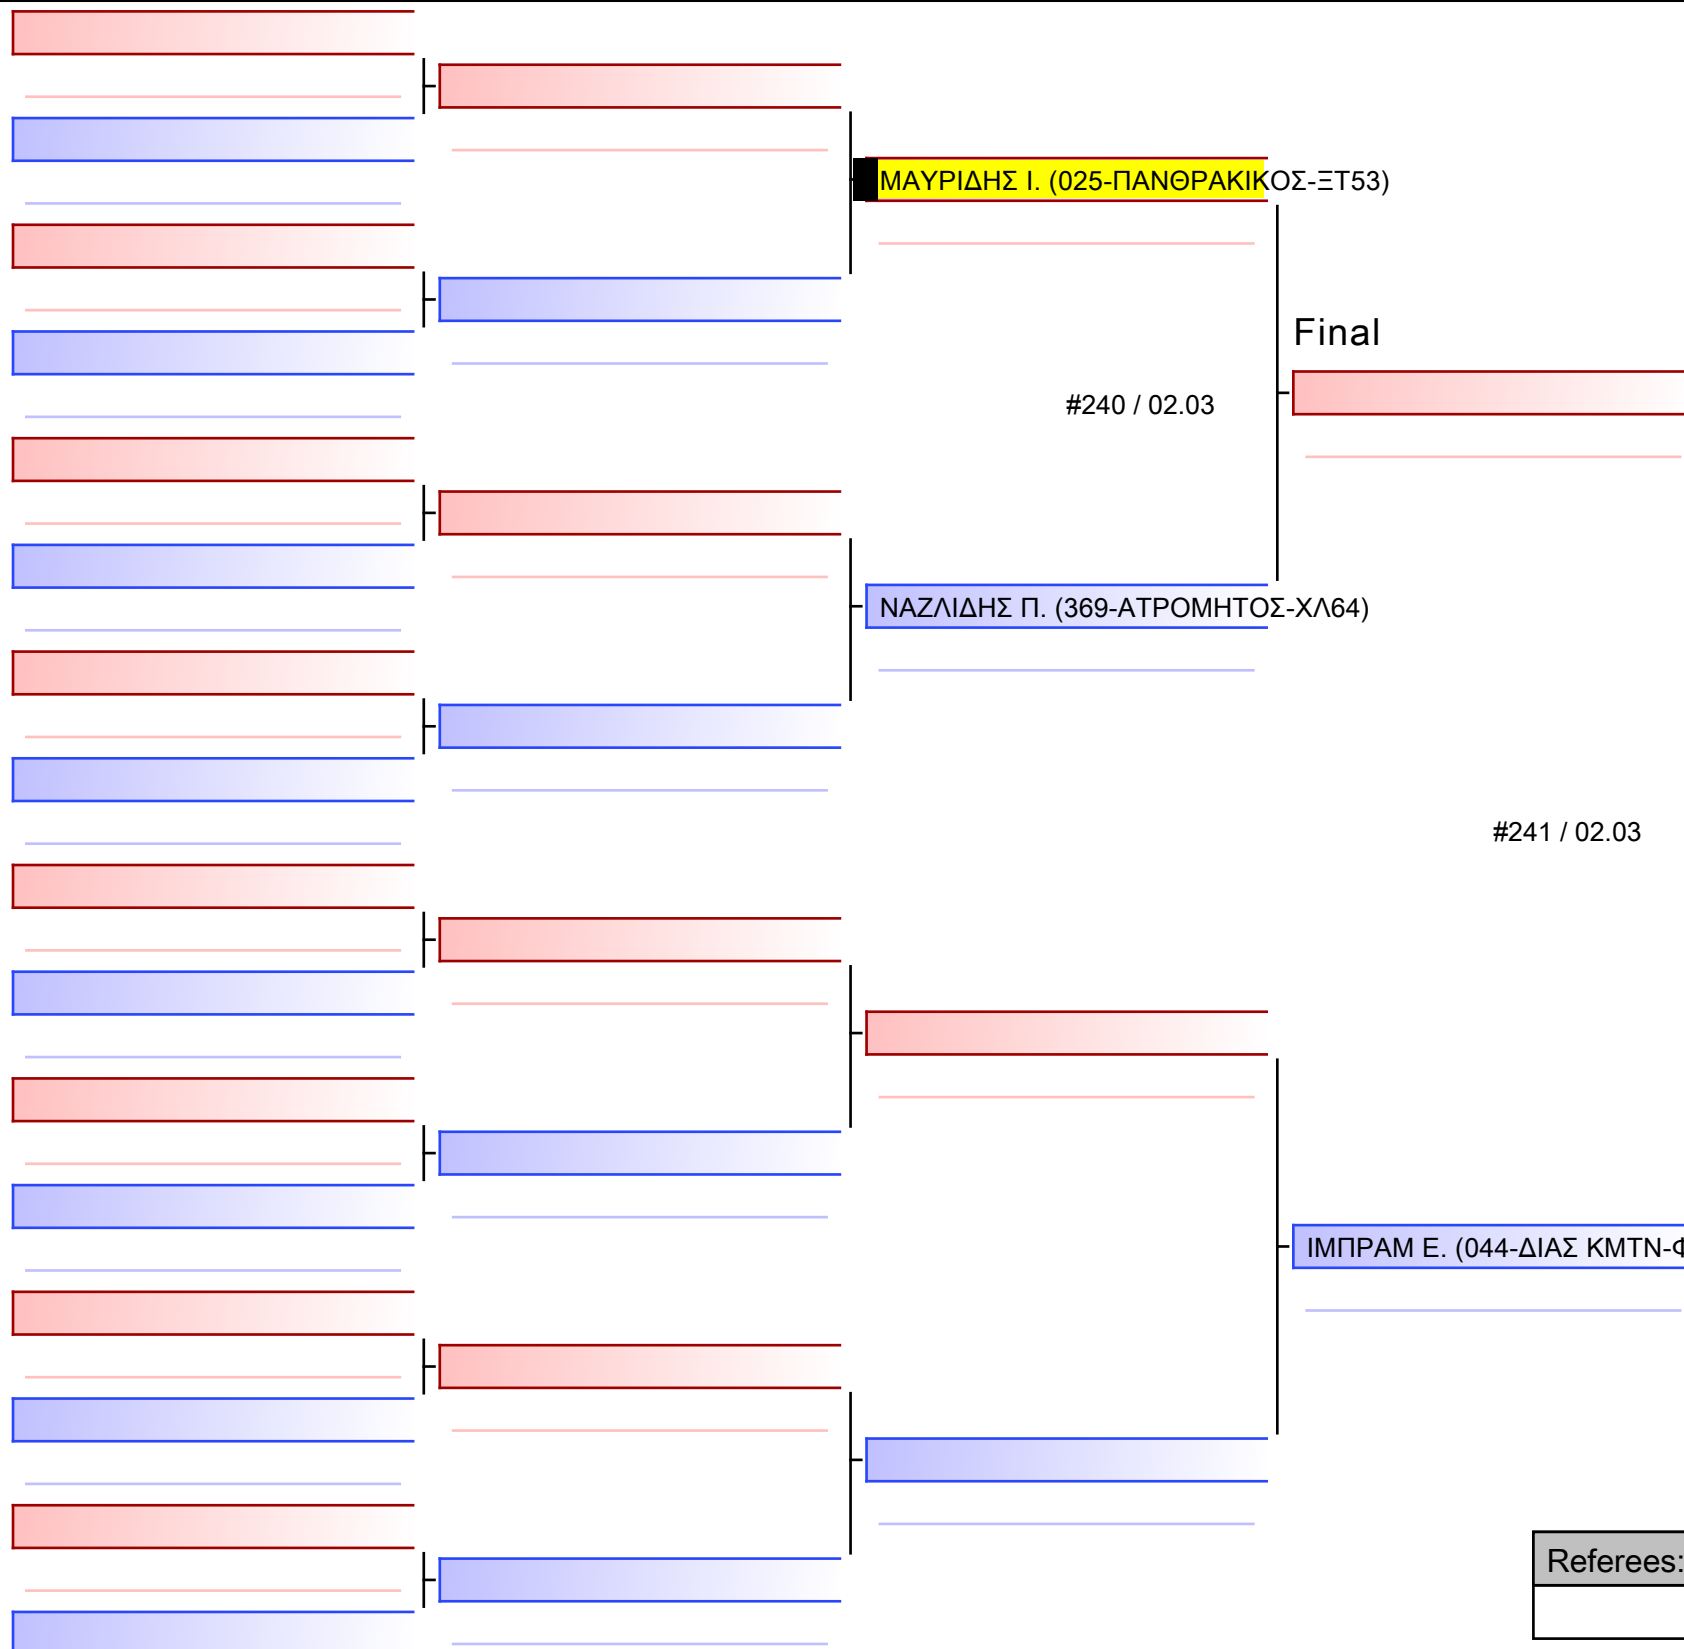 ΜΑΥΡΙΔΗΣ Ι. (025-ΠΑΝΘΡΑΚΙΚΟΣ-ΞΤ53)
Final
#240 / 02.03
ΝΑΖΛΙΔΗΣ Π. (369-ΑΤΡΟΜΗΤΟΣ-ΧΛ64)
#241 / 02.03
ΙΜΠΡΑΜ Ε. (044-ΔΙΑΣ ΚΜΤΝ-
Referees: